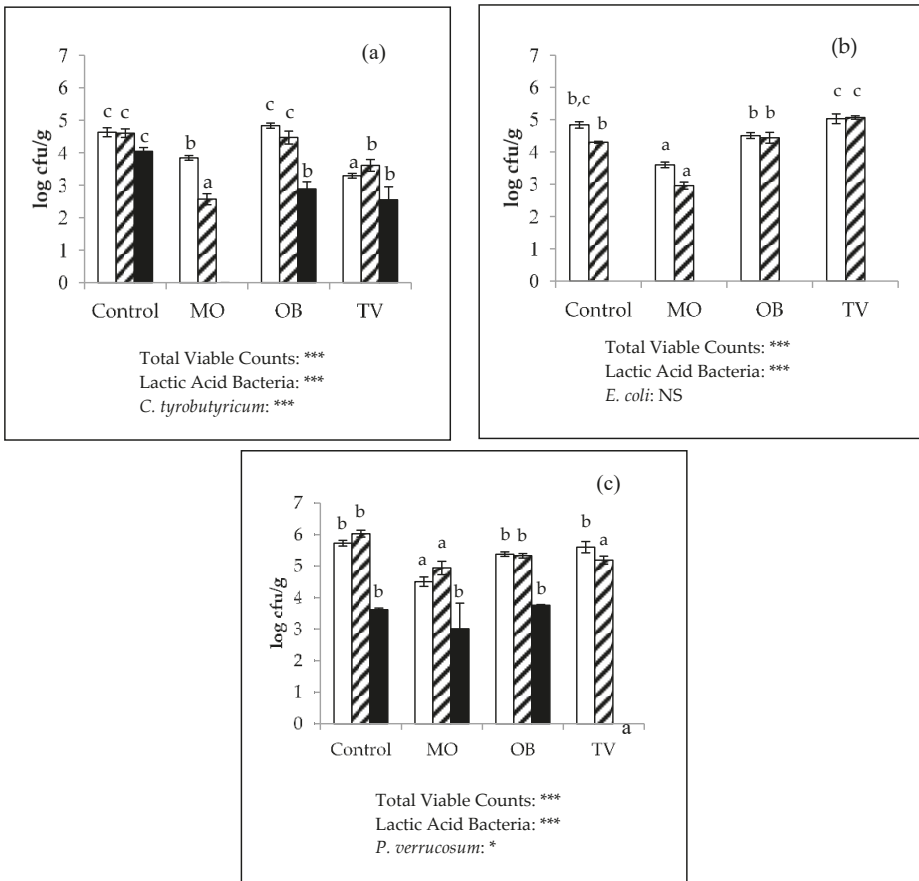 (a)
7
6
5
4
3
2
1
0
log cfu/g
c c c
b a
c c b
a b b
Control MO OB TV
Total Viable Counts: ***
Lactic Acid Bacteria: ***
C. tyrobutyricum: ***
(b)
7
6
5
4
3
2
1
0
log cfu/g
b,c b
a a
b b
c c
Control MO OB TV
Total Viable Counts: ***
Lactic Acid Bacteria: ***
E. coli: NS
(c)
7
6
5
4
3
2
1
0
log cfu/g
b b b
a a b
b b b
b a a
Control MO OB TV
Total Viable Counts: ***
Lactic Acid Bacteria: ***
P. verrucosum: *